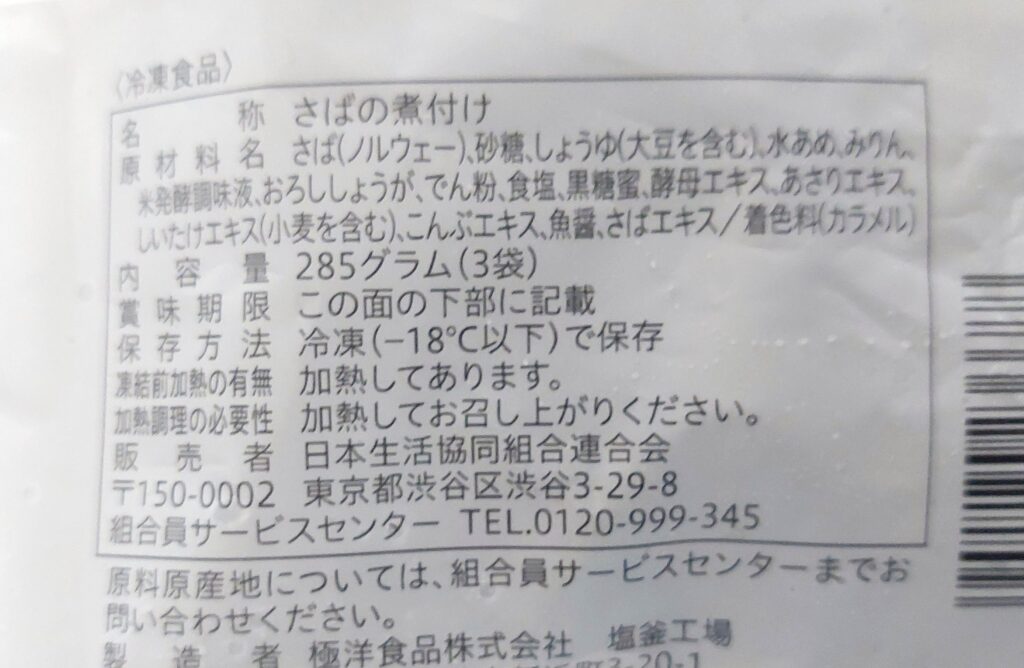 〈冷凍食品〉
名称 さばの煮付け
原材料名 さば(ノルウェー)、砂糖、しょうゆ(大豆を含む)、水あめ、みりん、
米発酵調味液、おろししょうが、でん粉、食塩、黒糖蜜、酵母エキス、あさりエキス、
しいたけエキス(小麦を含む)、こんぶエキス、魚醤、さばエキス／着色料(カラメル)
内容量 285グラム(3袋)
賞味期限 この面の下部に記載
保存方法 冷凍(−18℃以下)で保存
凍結前加熱の有無 加熱してあります。
加熱調理の必要性 加熱してお召し上がりください。
販売者 日本生活協同組合連合会
〒150-0002 東京都渋谷区渋谷3-29-8
組合員サービスセンター TEL.0120-999-345
原料原産地については、組合員サービスセンターまでお
問い合わせください。
製造者 極洋食品株式会社 塩釜工場
町3-20-1